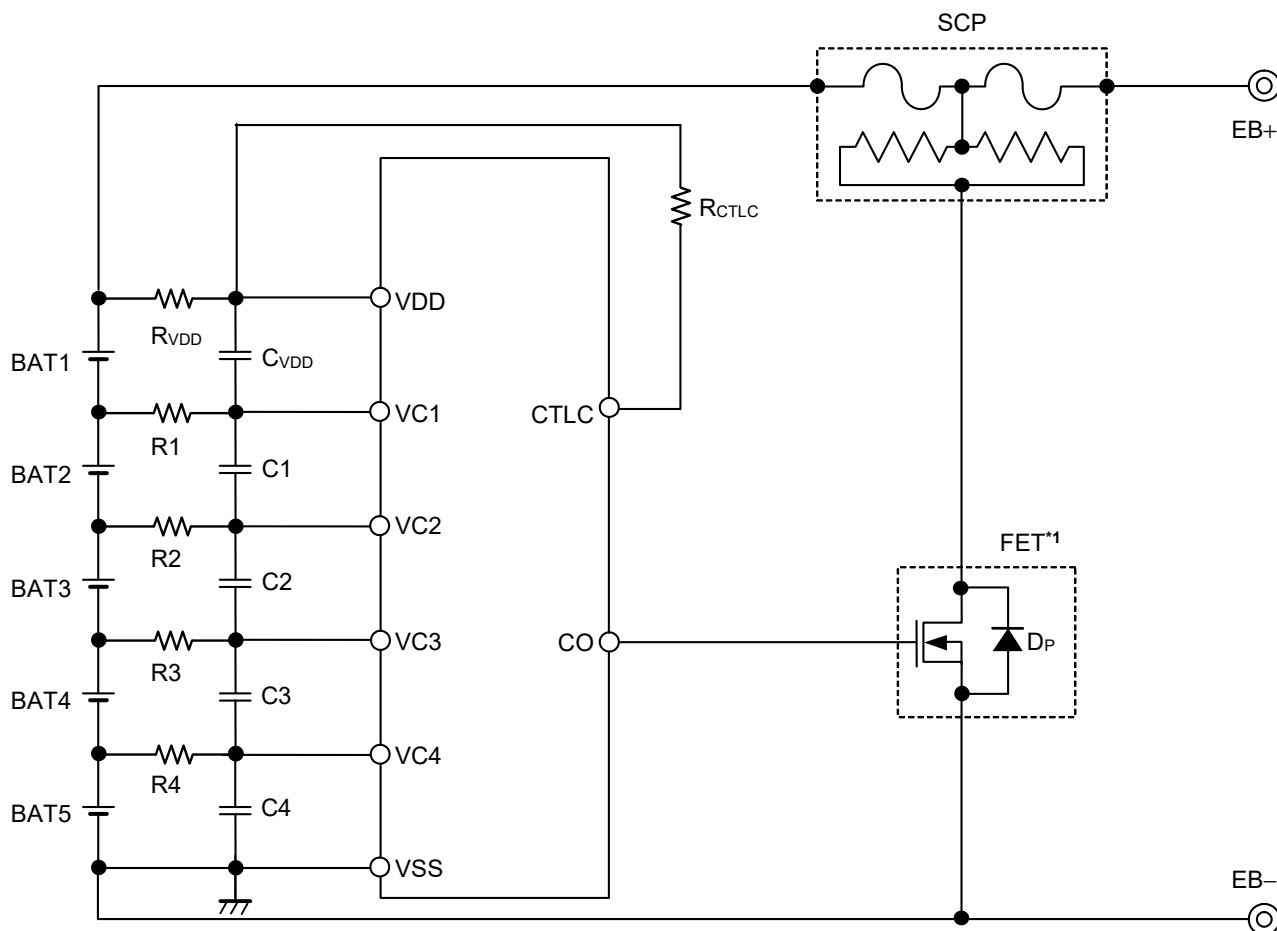 SCP
EB+
RCTLC
VDD
RVDD
BAT1
CVDD
VC1
CTLC
R1
BAT2
C1
VC2
R2
FET*1
BAT3
C2
VC3
CO
DP
R3
BAT4
C3
VC4
R4
BAT5
C4
VSS
EB−